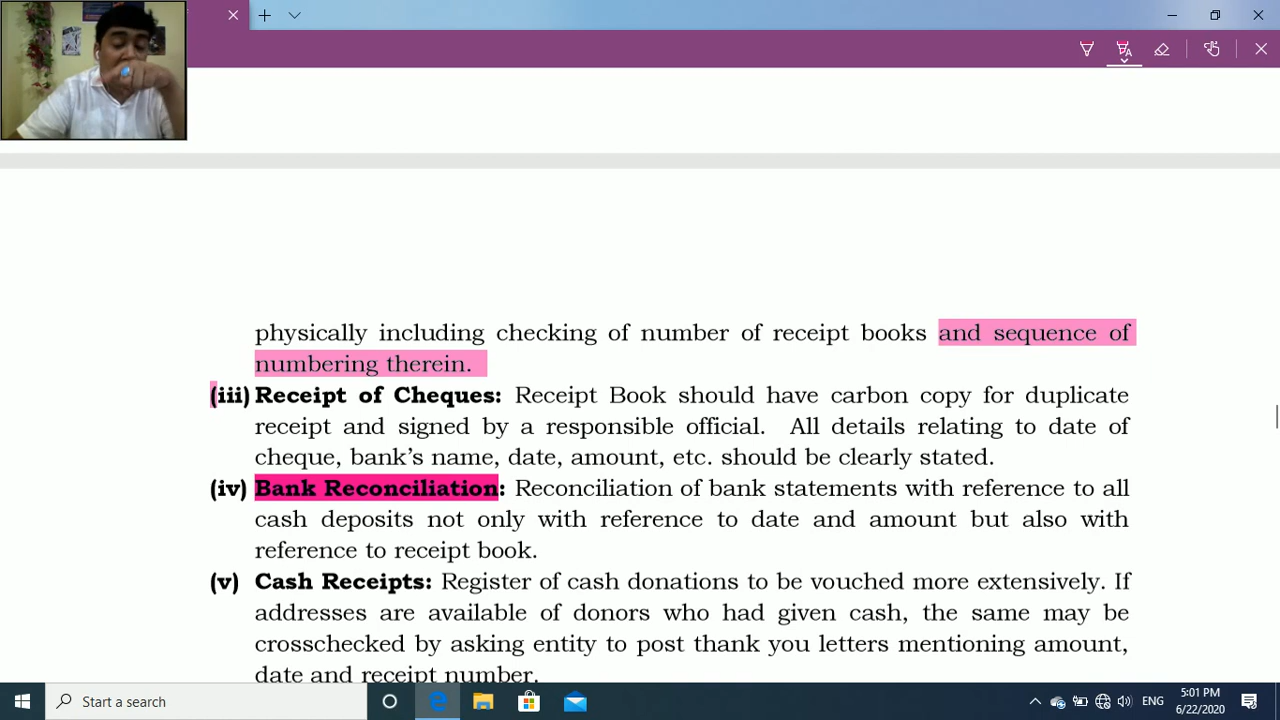 physically including checking of number of receipt books and sequence of
numbering therein.
(iii) Receipt of Cheques: Receipt Book should have carbon copy for duplicate
receipt and signed by a responsible official. All details relating to date of
cheque, bank's name, date, amount, etc. should be clearly stated.
(iv) Bank Reconciliation: Reconciliation of bank statements with reference to all
cash deposits not only with reference to date and amount but also with
reference to receipt book.
(v) Cash Receipts: Register of cash donations to be vouched more extensively. If
addresses are available of donors who had given cash, the same may be
crosschecked by asking entity to post thank you letters mentioning amount,
date and receipt number.
Start a search
ENG
5:01 PM
6/22/2020